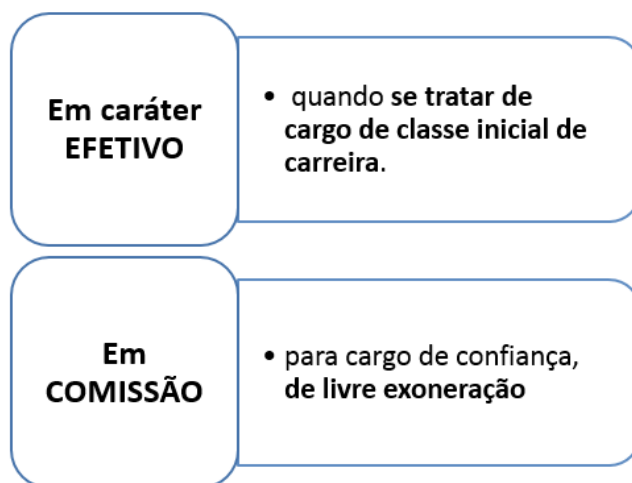 Em caráter
EFETIVO
• quando se tratar de
cargo de classe inicial de
carreira.
Em
COMISSÃO
• para cargo de confiança,
de livre exoneração